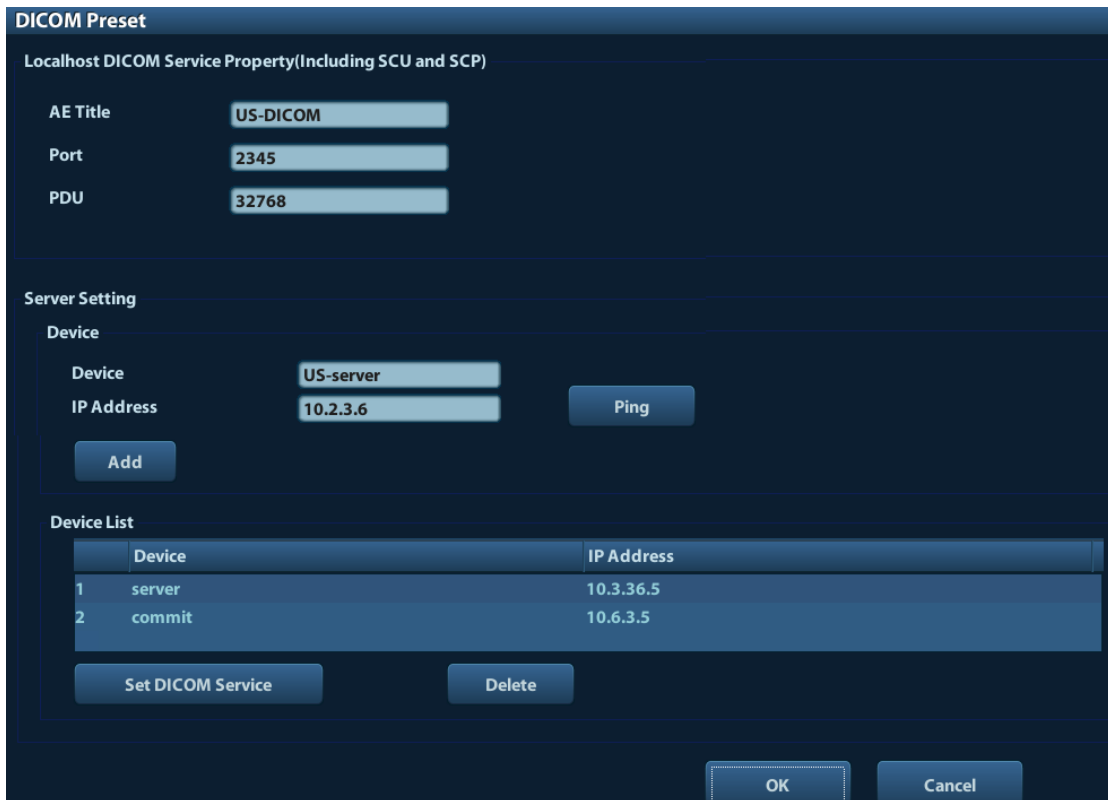 DICOM Preset
Localhost DICOM Service Property(Including SCU and SCP)
AE Title US-DICOM
Port 2345
PDU 32768
Server Setting
Device
Device US-server
IP Address 10.2.3.6 Ping
Add
Device List
Device IP Address
1 server 10.3.36.5
2 commit 10.6.3.5
Set DICOM Service Delete
OK Cancel